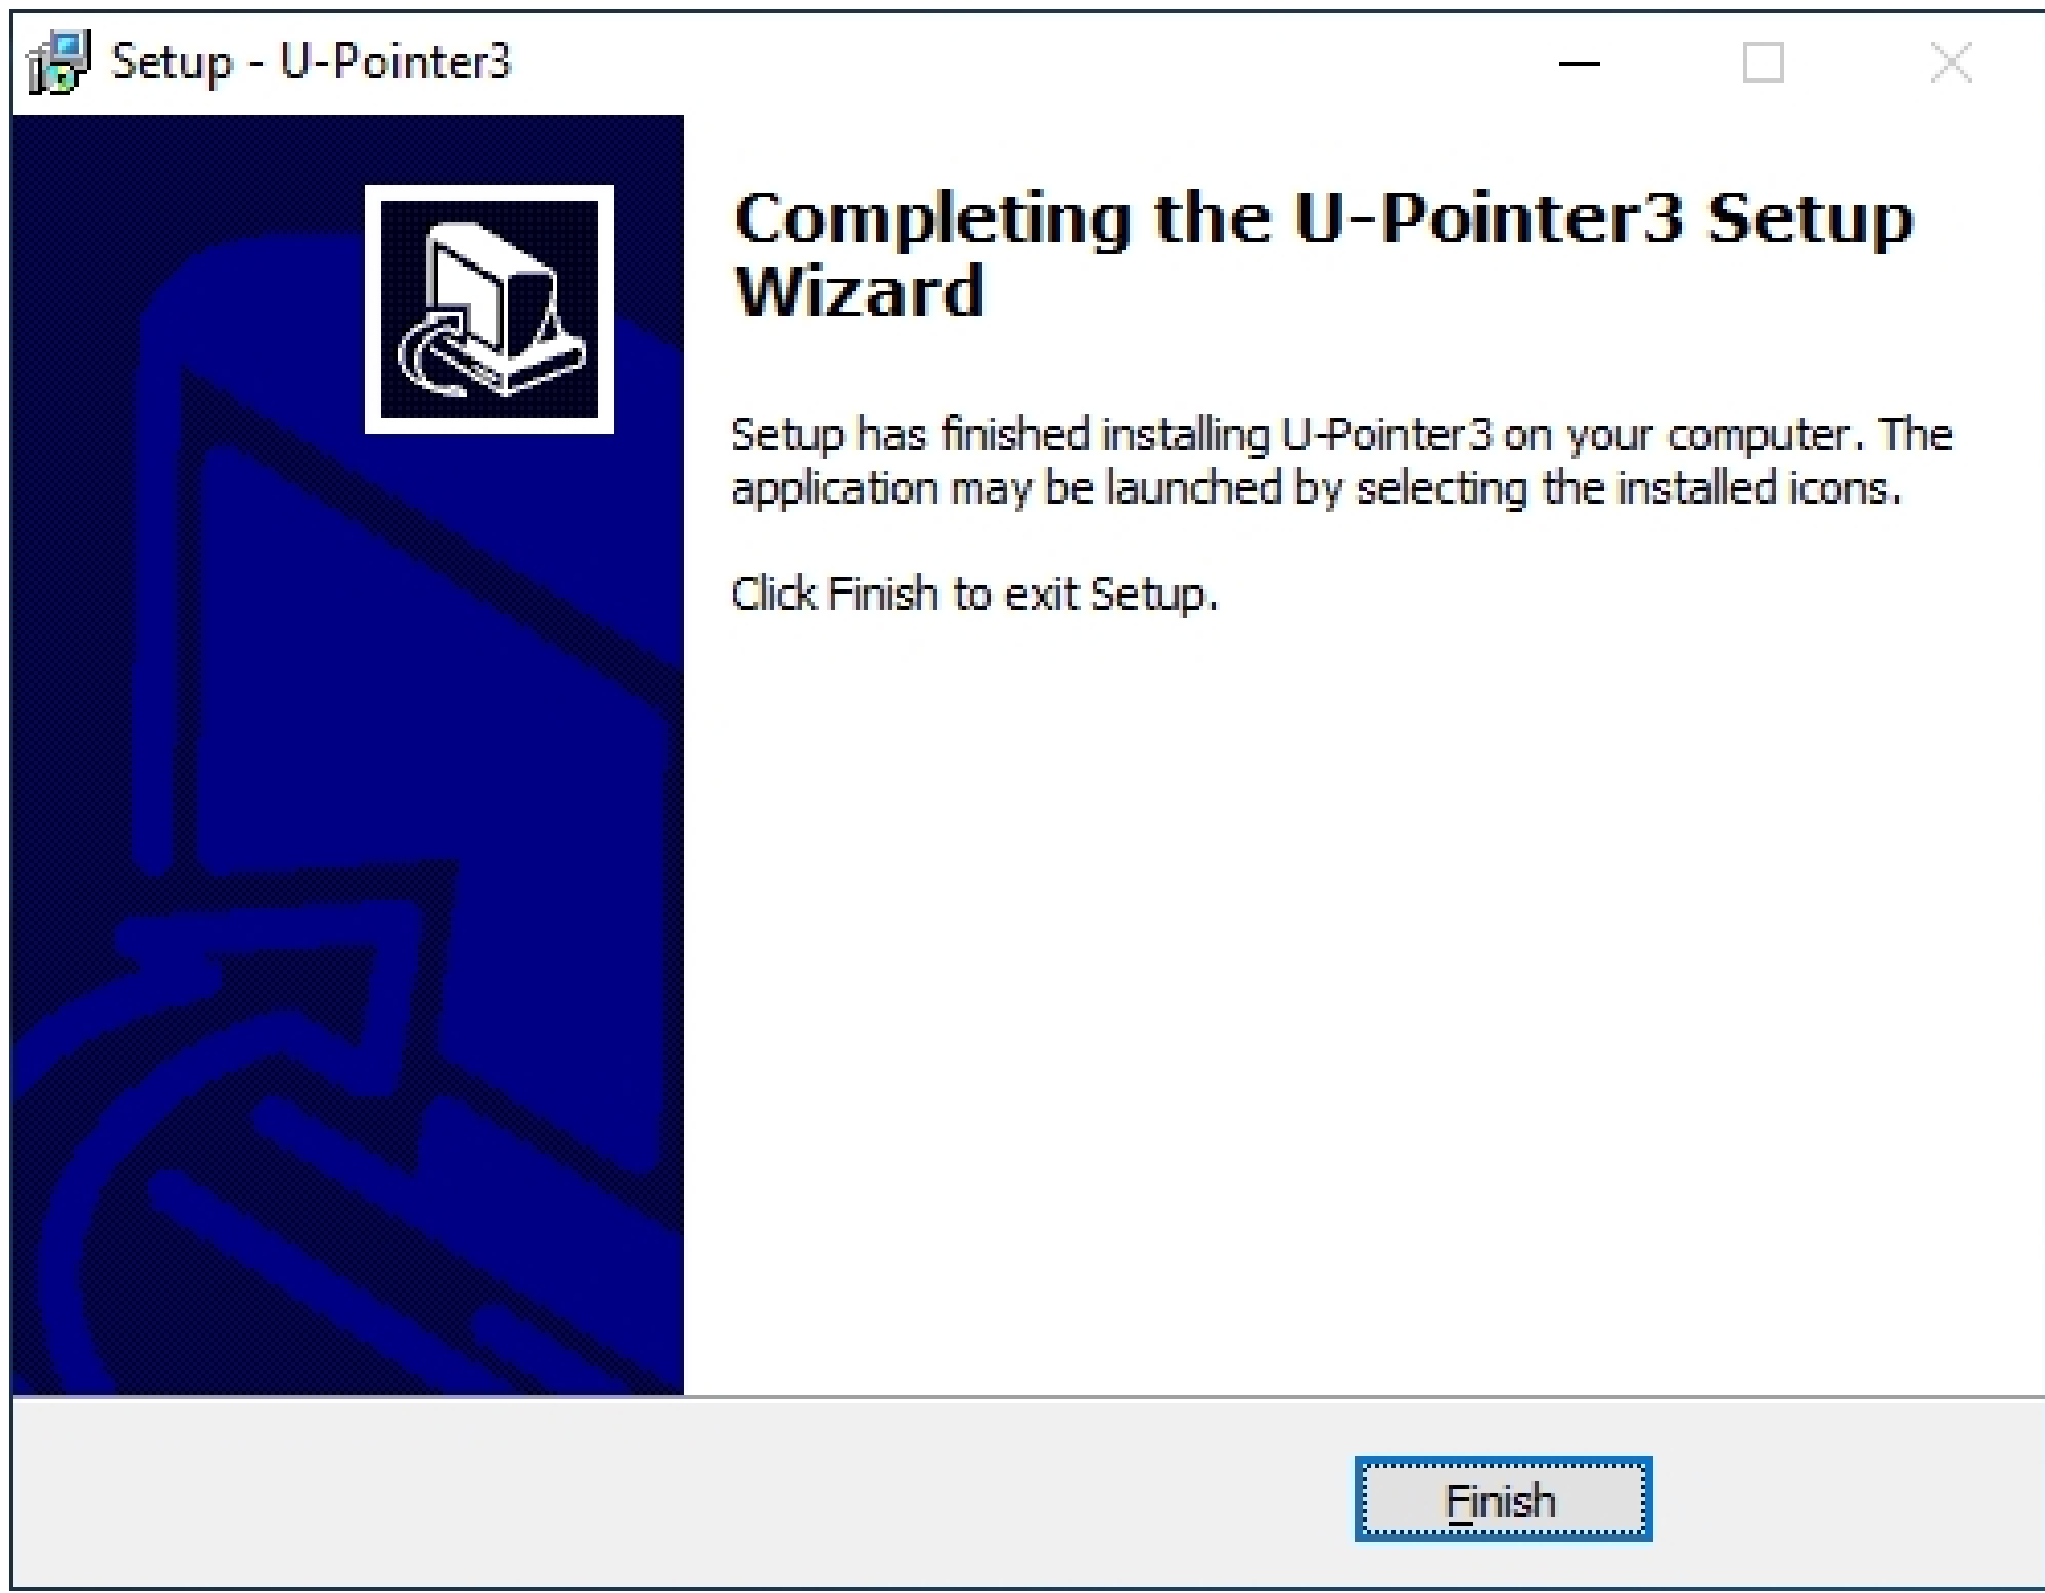 Setup - U-Pointer3
Completing the U-Pointer3 Setup
Wizard
Setup has finished installing U-Pointer3 on your computer. The
application may be launched by selecting the installed icons.
Click Finish to exit Setup.
Finish